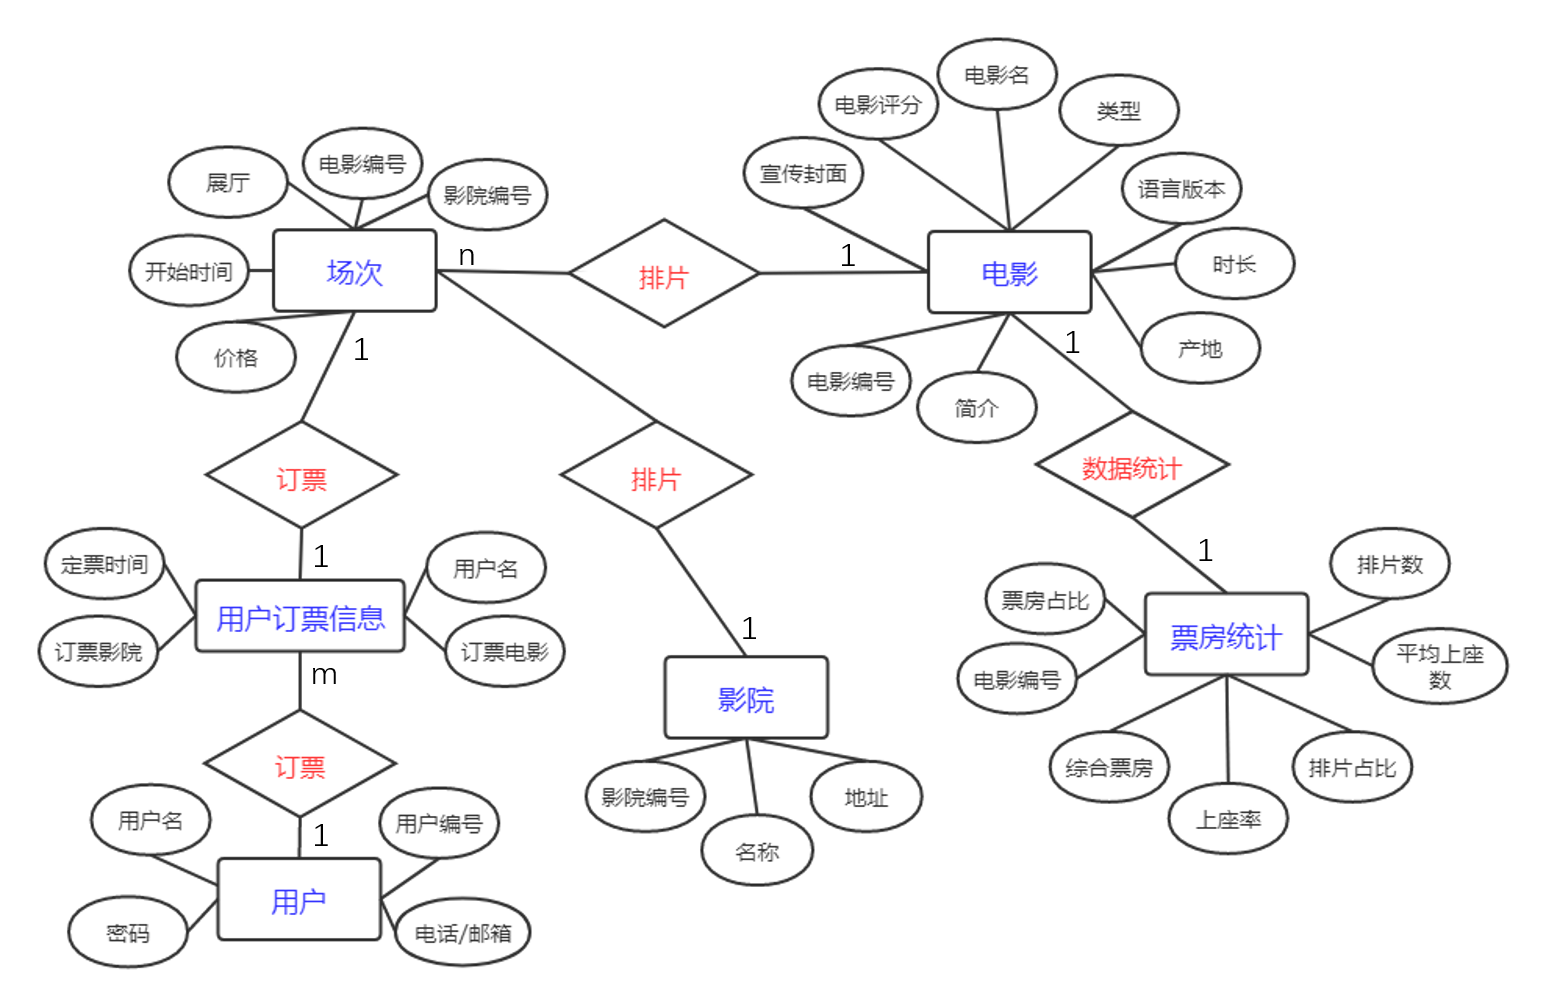 电影名
电影评分
类型
宣传封面
语言版本
时长
产地
电影
电影编号
简介
展厅
电影编号
影院编号
开始时间
场次
价格
n
排片
1
1
1
订票
排片
数据统计
1
1
1
定票时间
用户名
用户订票信息
订票影院
订票电影
m
订票
1
用户名
用户编号
用户
密码
电话/邮箱
影院
影院编号
名称
地址
票房占比
排片数
票房统计
电影编号
平均上座
数
综合票房
上座率
排片占比